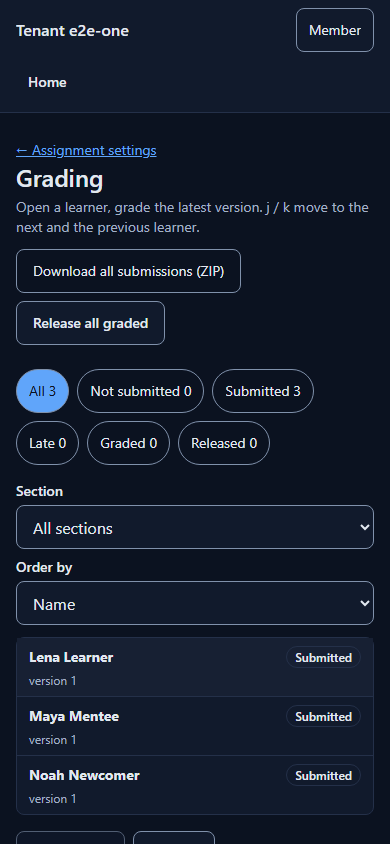 Tenant e2e-one
Member
Home
← Assignment settings
Grading
Open a learner, grade the latest version. j / k move to the
next and the previous learner.
Download all submissions (ZIP)
Release all graded
All 3
Not submitted 0
Submitted 3
Late 0
Graded 0
Released 0
Section
All sections
Order by
Name
Lena Learner
Submitted
version 1
Maya Mentee
Submitted
version 1
Noah Newcomer
Submitted
version 1